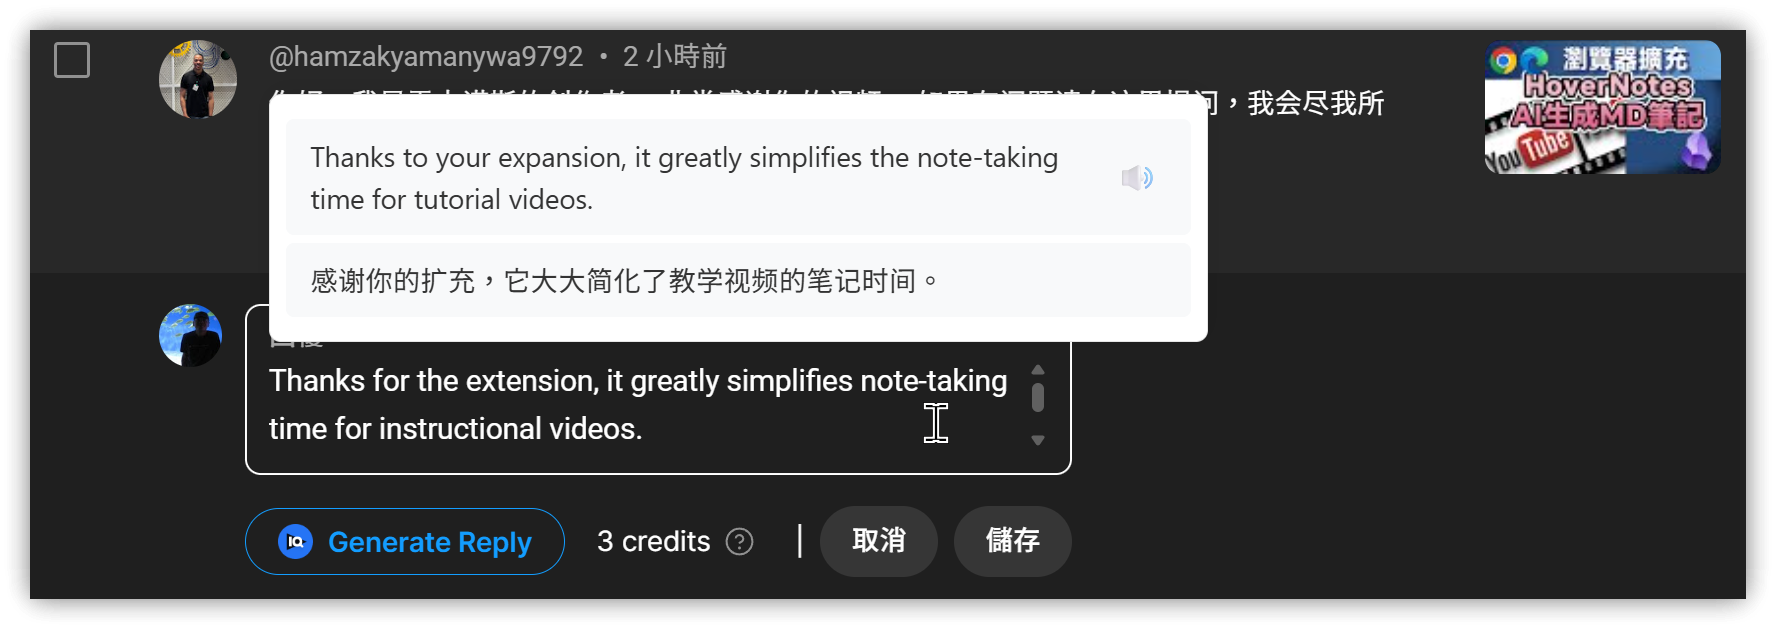 @hamzakyamanywa9792 • 2 小時前
，我会尽我所
Thanks to your expansion, it greatly simplifies the note-taking
time for tutorial videos.
感谢你的扩充，它大大简化了教学视频的笔记时间。
Thanks for the extension, it greatly simplifies note-taking
time for instructional videos.
IQ Generate Reply 3 credits ? | 取消 儲存
瀏覽器擴充
HoverNotes
AI生成MD筆記
YouTube